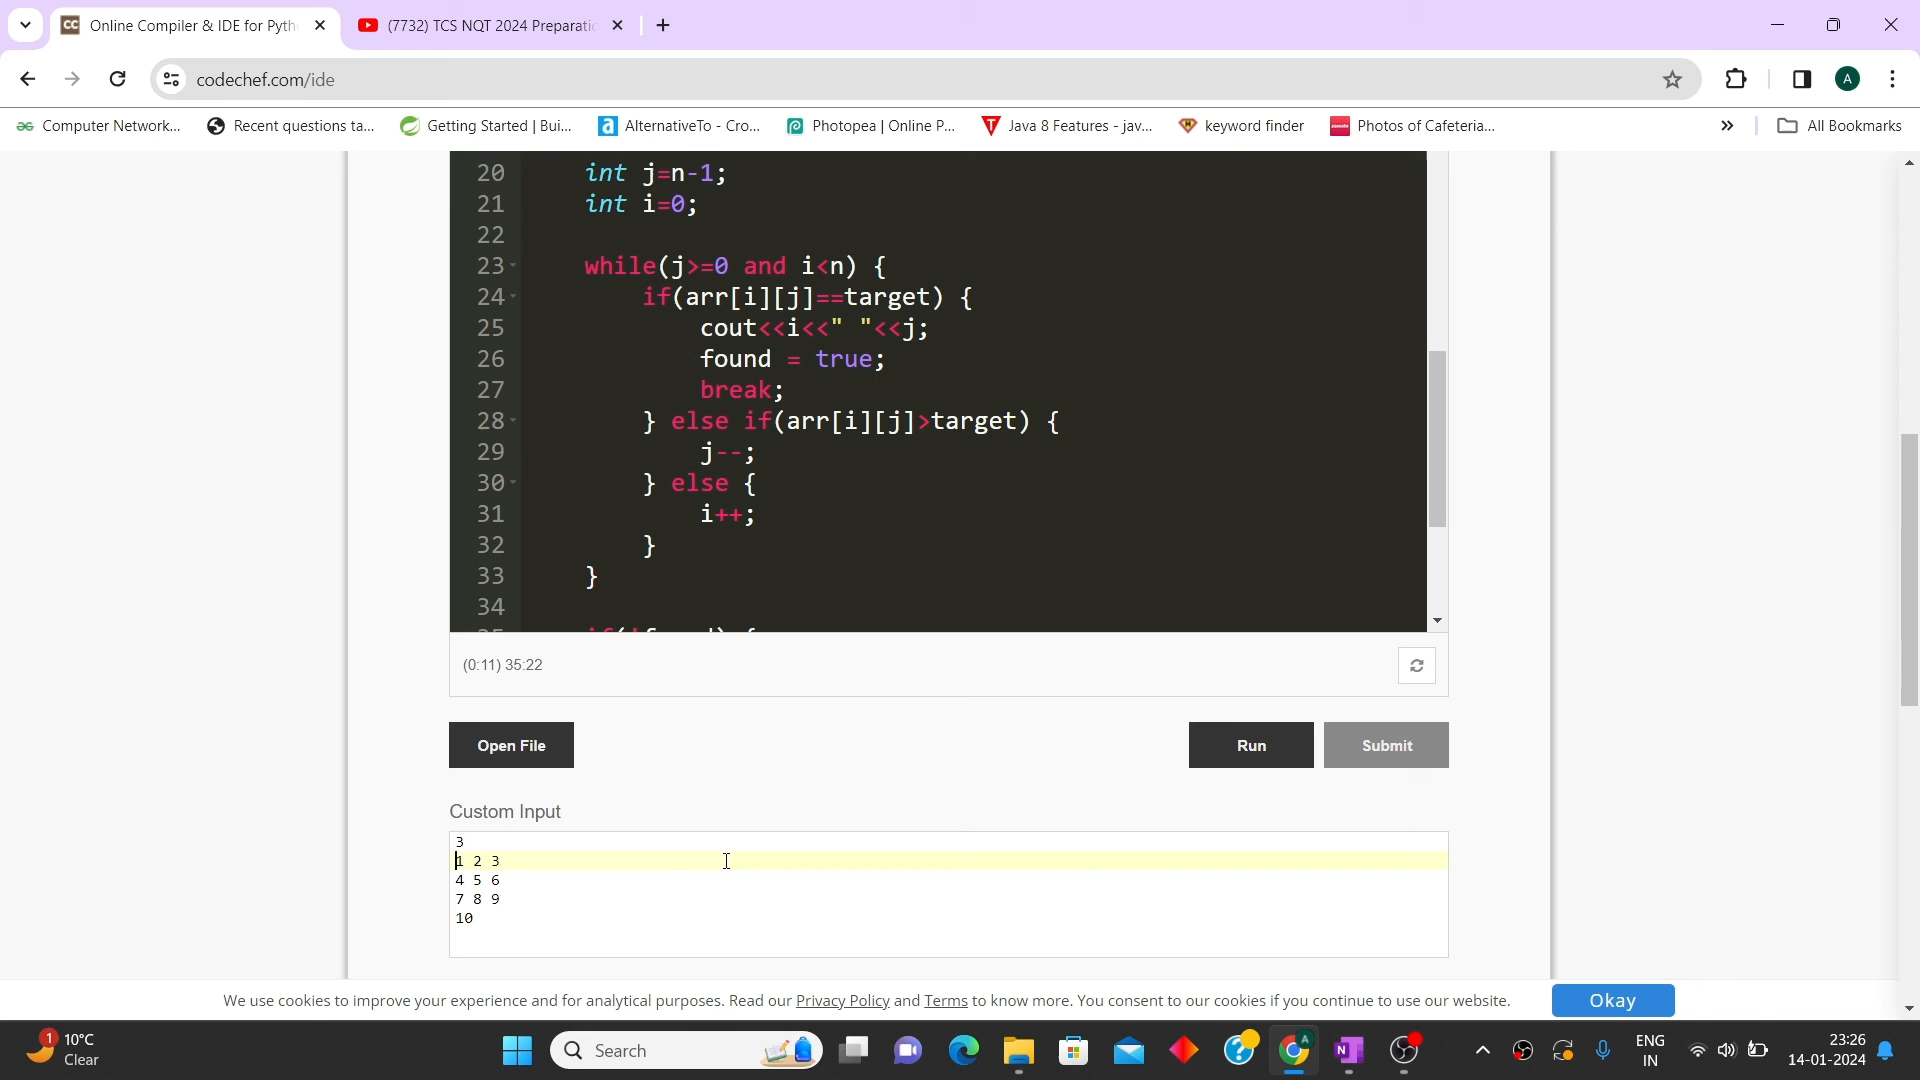 Online Compiler & IDE for Pyth
(7732) TCS NQT 2024 Preparatio
codechef.com/ide
A
Computer Network...
Recent questions ta...
Getting Started | Bui...
AlternativeTo - Cro...
Photopea | Online P...
Java 8 Features - jav...
keyword finder
Photos of Cafeteria...
All Bookmarks
20 int j=n-1;
21 int i=0;
22
23 while(j>=0 and i<n) {
24 if(arr[i][j]==target) {
25 cout<<i<<" "<<j;
26 found = true;
27 break;
28 } else if(arr[i][j]>target) {
29 j--;
30 } else {
31 i++;
32 }
33 }
34
(0:11) 35:22
Open File
Run
Submit
Custom Input
3
1 2 3
4 5 6
7 8 9
10
We use cookies to improve your experience and for analytical purposes. Read our Privacy Policy and Terms to know more. You consent to our cookies if you continue to use our website.
Okay
1
10°C
Clear
Search
ENG
IN
23:26
14-01-2024